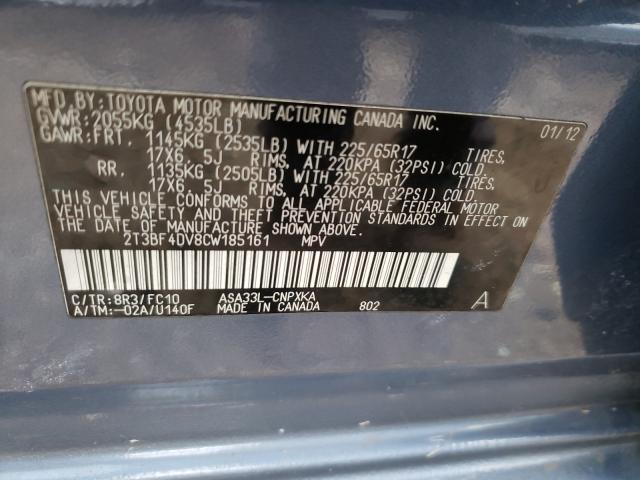 MFD.BY:TOYOTA MOTOR MANUFACTURING CANADA INC.
GVWR:2055KG (4535LB) 01/12
GAWR:FRT. 1145KG (2535LB) WITH 225/65R17 TIRES,
17X6. 5J RIMS, AT 220KPA (32PSI) COLD.
RR. 1135KG (2505LB) WITH 225/65R17 TIRES,
17X6. 5J RIMS, AT 220KPA (32PSI) COLD.
THIS VEHICLE CONFORMS TO ALL APPLICABLE FEDERAL MOTOR
VEHICLE SAFETY AND THEFT PREVENTION STANDARDS IN EFFECT ON
THE DATE OF MANUFACTURE SHOWN ABOVE.
2T3BF4DV8CW185161 MPV
C/TR:8R3/FC10 ASA33L-CNPXKA A
A/TM:-02A/U140F MADE IN CANADA 802